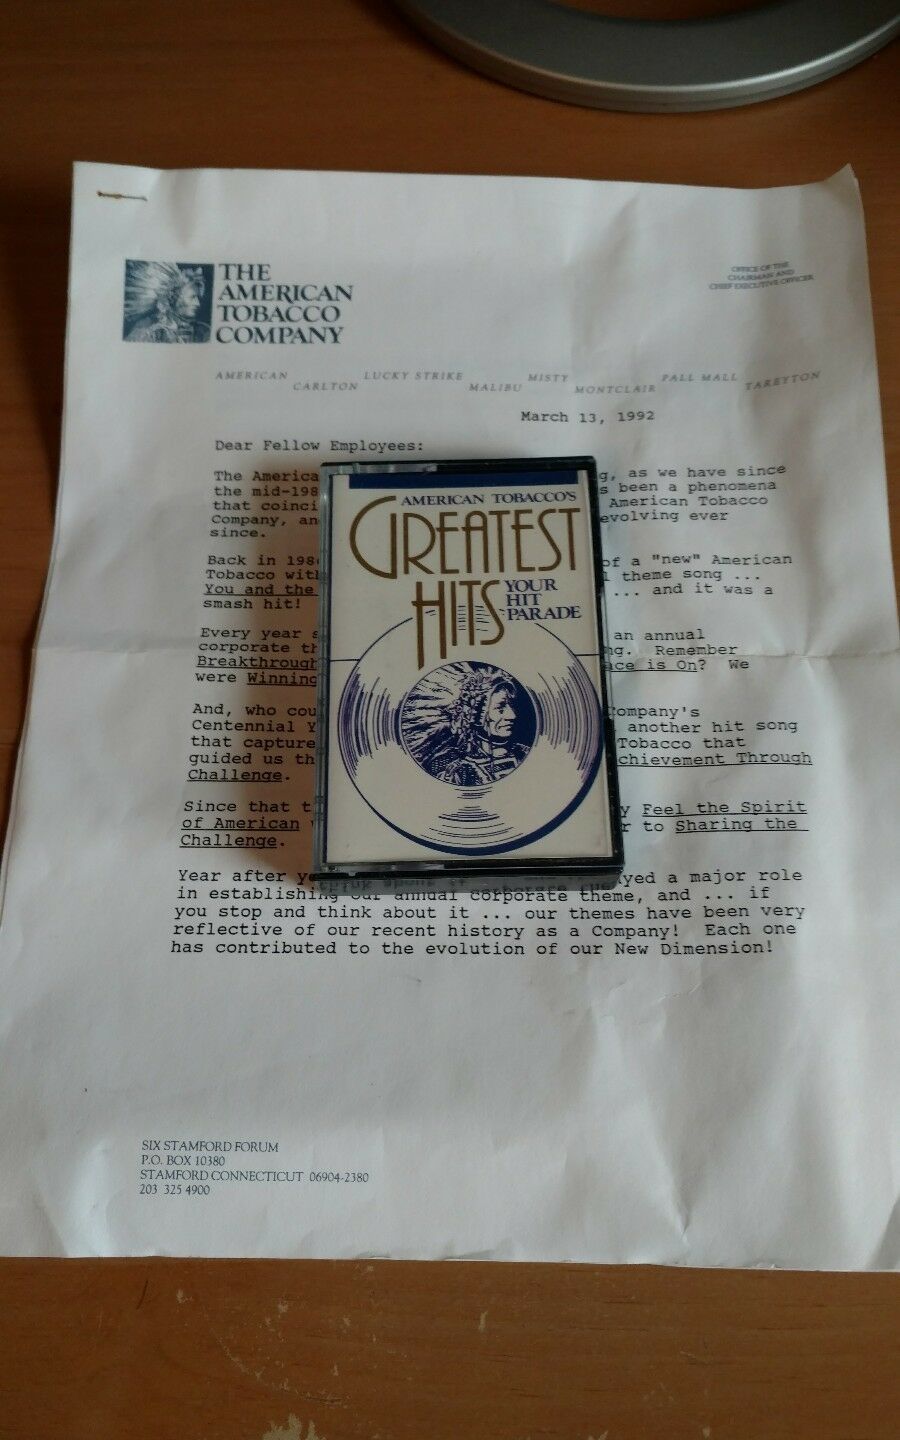 THE
AMERICAN
TOBACCO
COMPANY
OFFICE OF THE
CHAIRMAN AND
CHIEF EXECUTIVE OFFICER
AMERICAN CARLTON LUCKY STRIKE MALIBU MISTY MONTCLAIR PALL MALL TAREYTON
March 13, 1992
Dear Fellow Employees:
The America g, as we have since
the mid-198 s been a phenomena
that coinci American Tobacco
Company, an evolving ever
since.
Back in 198 of a "new" American
Tobacco wit l theme song ...
You and the ... and it was a
smash hit!
Every year s an annual
corporate th ng. Remember
Breakthrough ace is On? We
were Winning
And, who cou Company's
Centennial Y another hit song
that capture Tobacco that
guided us th chievement Through
Challenge.
Since that t y Feel the Spirit
of American r to Sharing the
Challenge.
Year after y ayed a major role
in establishing our annual corporate theme, and ... if
you stop and think about it ... our themes have been very
reflective of our recent history as a Company! Each one
has contributed to the evolution of our New Dimension!
AMERICAN TOBACCO'S
GREATEST
HITS
YOUR
HIT
PARADE
SIX STAMFORD FORUM
P.O. BOX 10380
STAMFORD CONNECTICUT 06904-2380
203 325 4900